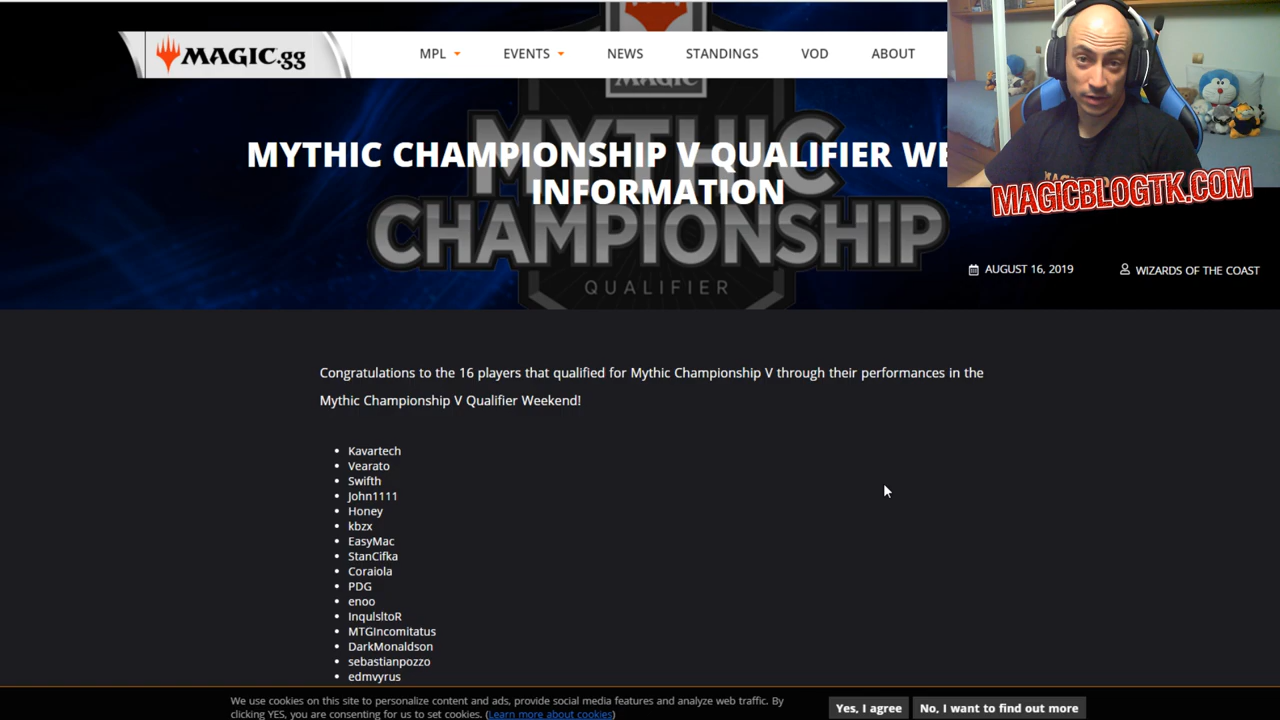 MAGIC.gg
MPL
EVENTS
NEWS
STANDINGS
VOD
ABOUT
MAGIC
MYTHIC
CHAMPIONSHIP
QUALIFIER
MYTHIC CHAMPIONSHIP V QUALIFIER WE
INFORMATION
MAGICBLOGTK.COM
AUGUST 16, 2019
WIZARDS OF THE COAST
Congratulations to the 16 players that qualified for Mythic Championship V through their performances in the
Mythic Championship V Qualifier Weekend!
Kavartech
Vearato
Swifth
John1111
Honey
kbzx
EasyMac
StanCifka
Coraiola
PDG
enoo
InquIsItoR
MTGIncomitatus
DarkMonaldson
sebastianpozzo
edmvyrus
We use cookies on this site to personalize content and ads, provide social media features and analyze web traffic. By
clicking YES, you are consenting for us to set cookies. (Learn more about cookies)
Yes, I agree
No, I want to find out more